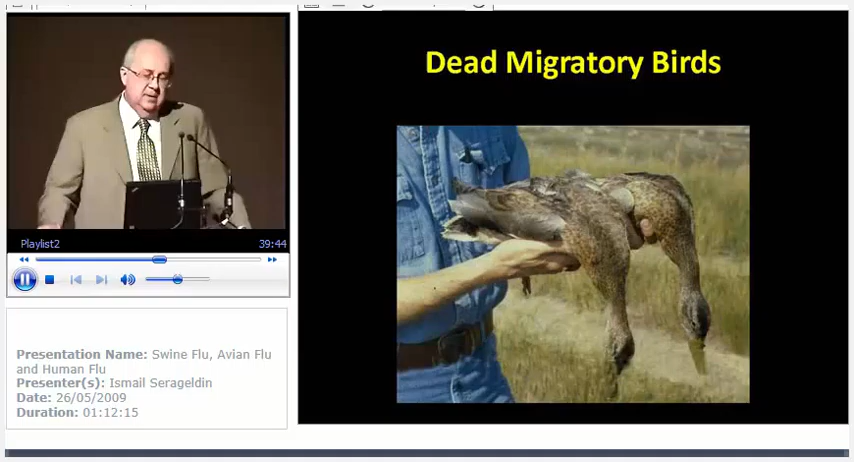 Dead Migratory Birds
Playlist2
39:44
Presentation Name: Swine Flu, Avian Flu
and Human Flu
Presenter(s): Ismail Serageldin
Date: 26/05/2009
Duration: 01:12:15